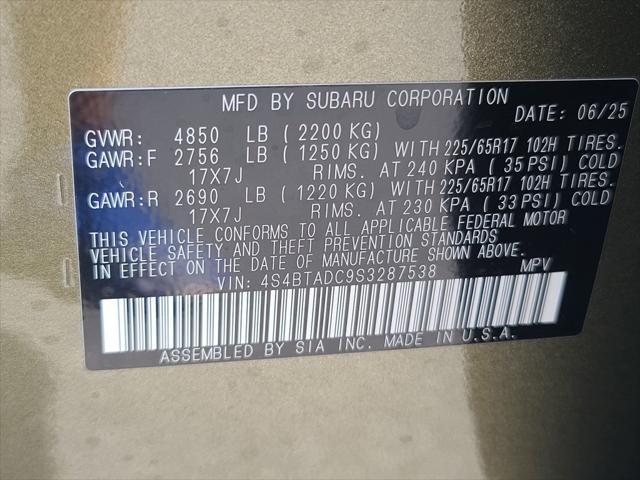 MFD BY SUBARU CORPORATION DATE: 06/25
GVWR: 4850 LB ( 2200 KG)
GAWR:F 2756 LB ( 1250 KG) WITH 225/65R17 102H TIRES.
17X7J RIMS. AT 240 KPA ( 35 PSI) COLD
GAWR:R 2690 LB ( 1220 KG) WITH 225/65R17 102H TIRES.
17X7J RIMS. AT 230 KPA ( 33 PSI) COLD
THIS VEHICLE CONFORMS TO ALL APPLICABLE FEDERAL MOTOR
VEHICLE SAFETY AND THEFT PREVENTION STANDARDS
IN EFFECT ON THE DATE OF MANUFACTURE SHOWN ABOVE.
VIN: 4S4BTADC9S3287538 MPV
ASSEMBLED BY SIA INC. MADE IN U.S.A.